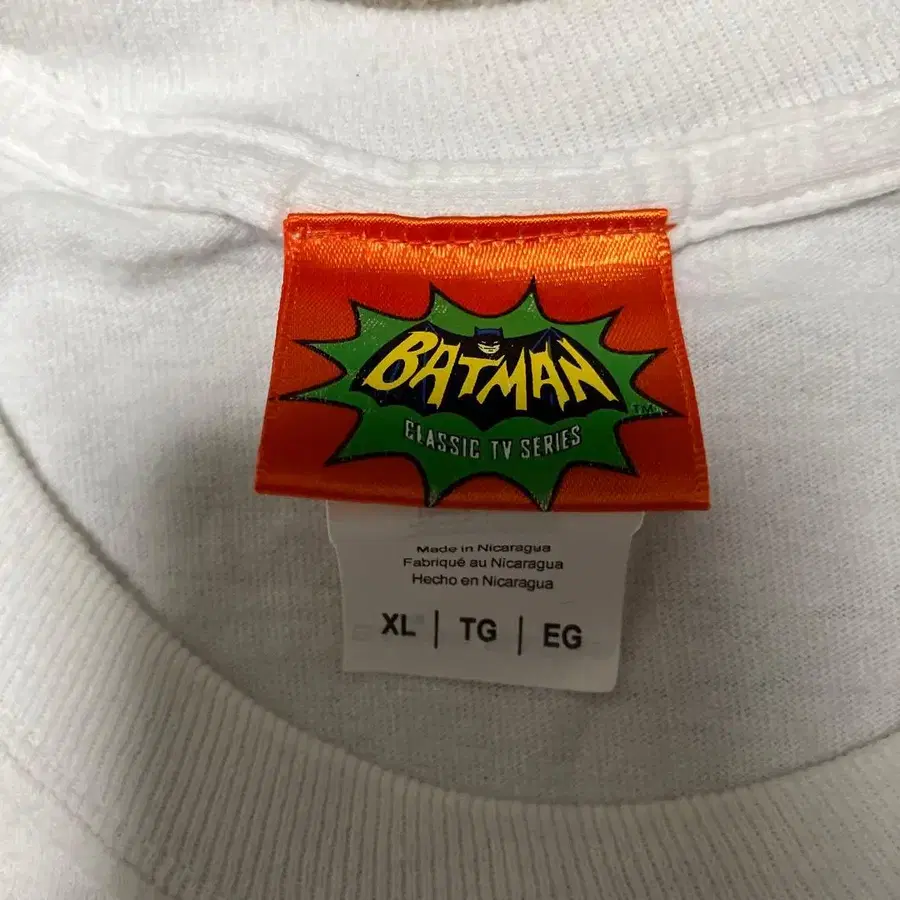 BATMAN
TM
CLASSIC TV SERIES
Made in Nicaragua
Fabriqué au Nicaragua
Hecho en Nicaragua
XL | TG | EG